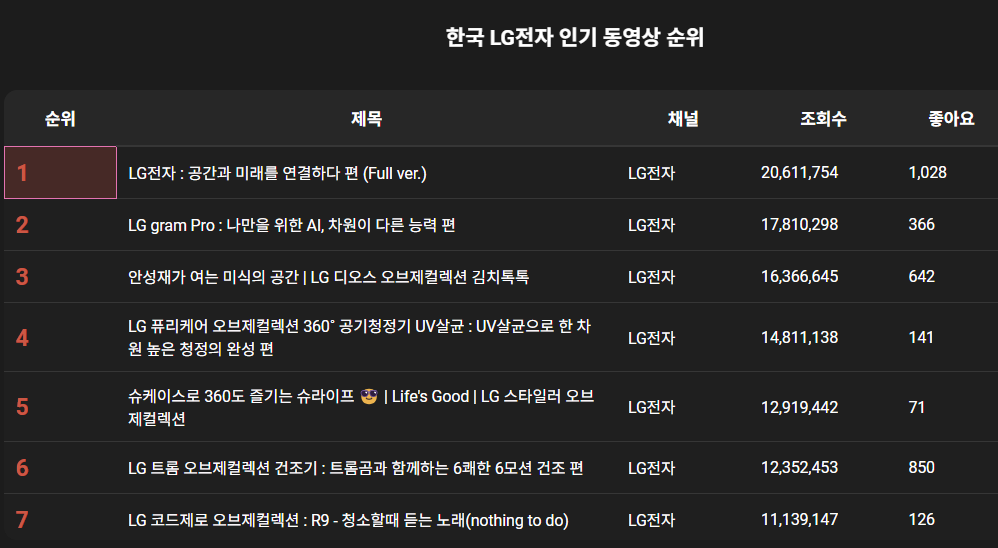 한국 LG전자 인기 동영상 순위
순위 제목 채널 조회수 좋아요
1 LG전자 : 공간과 미래를 연결하다 편 (Full ver.) LG전자 20,611,754 1,028
2 LG gram Pro : 나만을 위한 AI, 차원이 다른 능력 편 LG전자 17,810,298 366
3 안성재가 여는 미식의 공간 | LG 디오스 오브제컬렉션 김치톡톡 LG전자 16,366,645 642
4 LG 퓨리케어 오브제컬렉션 360˚ 공기청정기 UV살균 : UV살균으로 한 차
원 높은 청정의 완성 편 LG전자 14,811,138 141
5 슈케이스로 360도 즐기는 슈라이프 😎 | Life's Good | LG 스타일러 오브
제컬렉션 LG전자 12,919,442 71
6 LG 트롬 오브제컬렉션 건조기 : 트롬곰과 함께하는 6쾌한 6모션 건조 편 LG전자 12,352,453 850
7 LG 코드제로 오브제컬렉션 : R9 - 청소할때 듣는 노래(nothing to do) LG전자 11,139,147 126